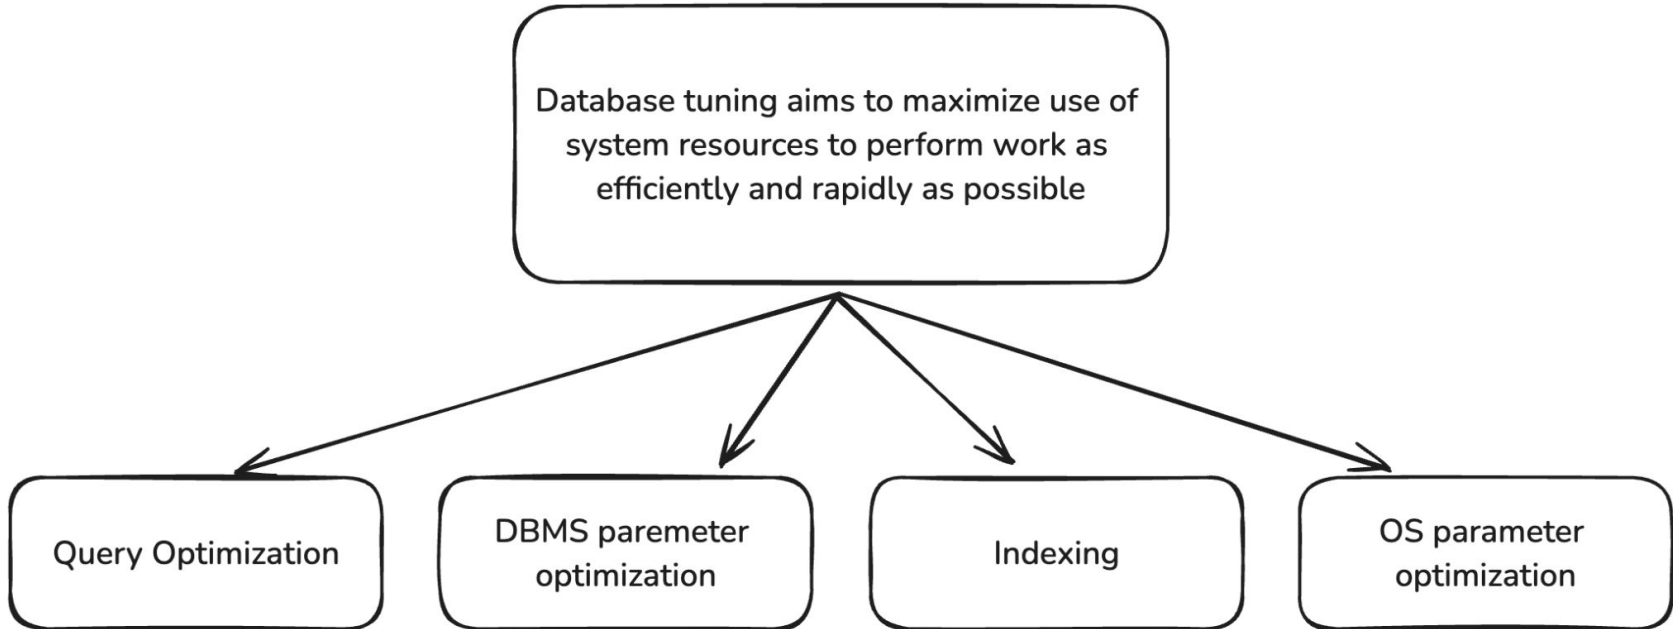 Database tuning aims to maximize use of
system resources to perform work as
efficiently and rapidly as possible
Query Optimization
DBMS paremeter
optimization
Indexing
OS parameter
optimization